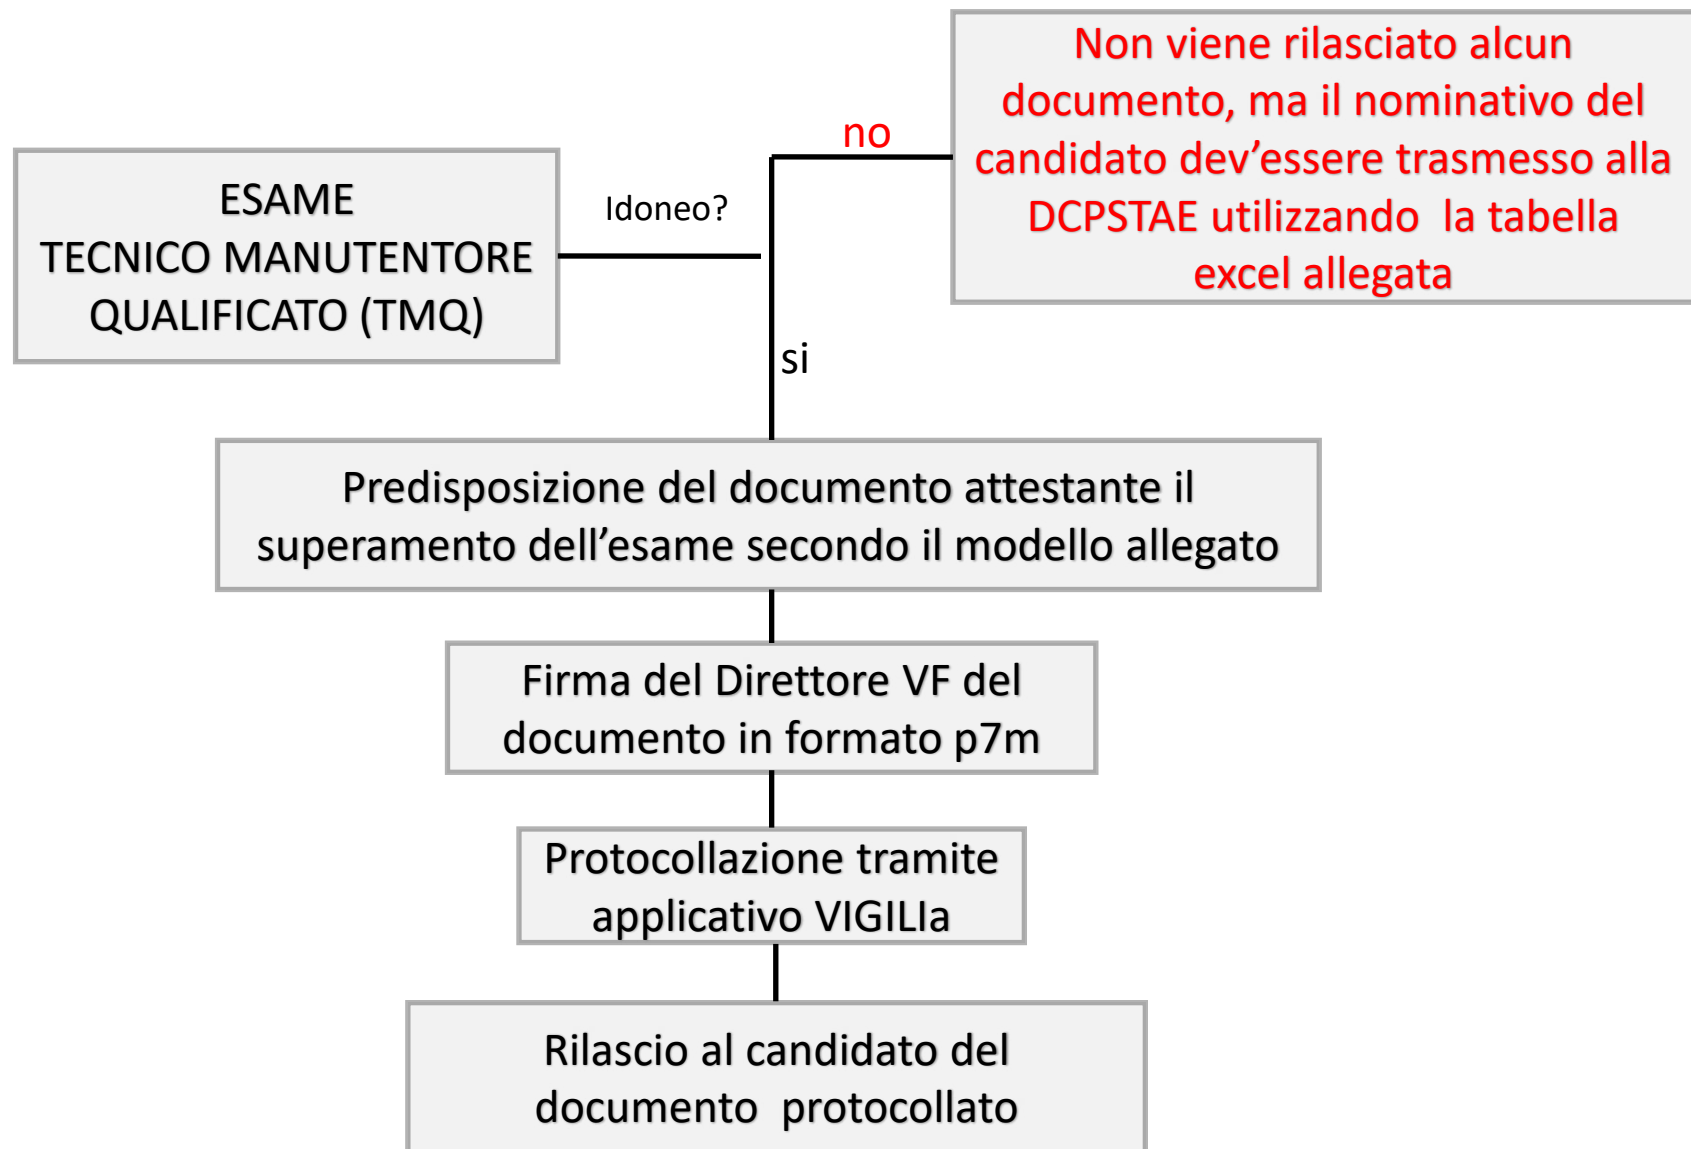 Non viene rilasciato alcun
documento, ma il nominativo del
candidato dev’essere trasmesso alla
DCPSTAE utilizzando  la tabella
excel allegata
no
ESAME
TECNICO MANUTENTORE
QUALIFICATO (TMQ)
Idoneo?
si
Predisposizione del documento attestante il
superamento dell’esame secondo il modello allegato
Firma del Direttore VF del
documento in formato p7m
Protocollazione tramite
applicativo VIGILIa
Rilascio al candidato del
documento  protocollato